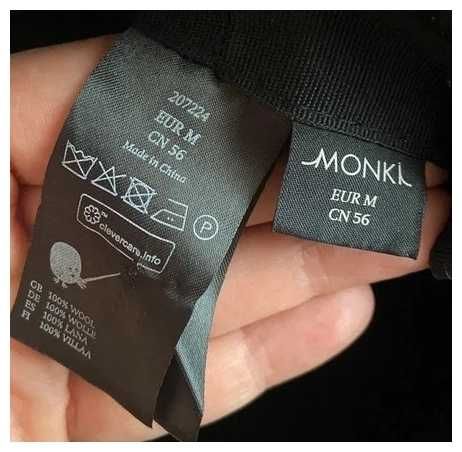 207224
EUR M
CN 56
Made in China
P
™
clevercare.info
GB 100% WOOL
DE 100% WOLLE
ES 100% LANA
FI 100% VILLAA
MONKI
EUR M
CN 56